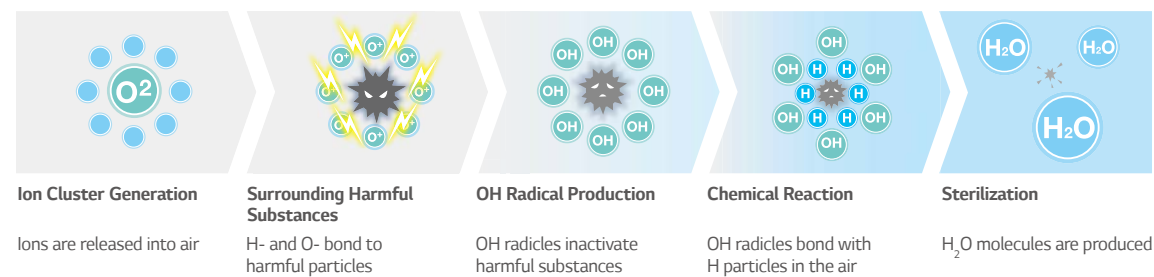 O²
O⁺ O⁺ O⁺ O⁺ O⁺ O⁺ O⁺ O⁺
OH OH OH OH OH OH OH OH
OH
OH H H OH
H H
OH H H OH
OH
H₂O H₂O
H₂O
Ion Cluster Generation
Ions are released into air
Surrounding Harmful
Substances
H- and O- bond to
harmful particles
OH Radical Production
OH radicles inactivate
harmful substances
Chemical Reaction
OH radicles bond with
H particles in the air
Sterilization
H₂O molecules are produced